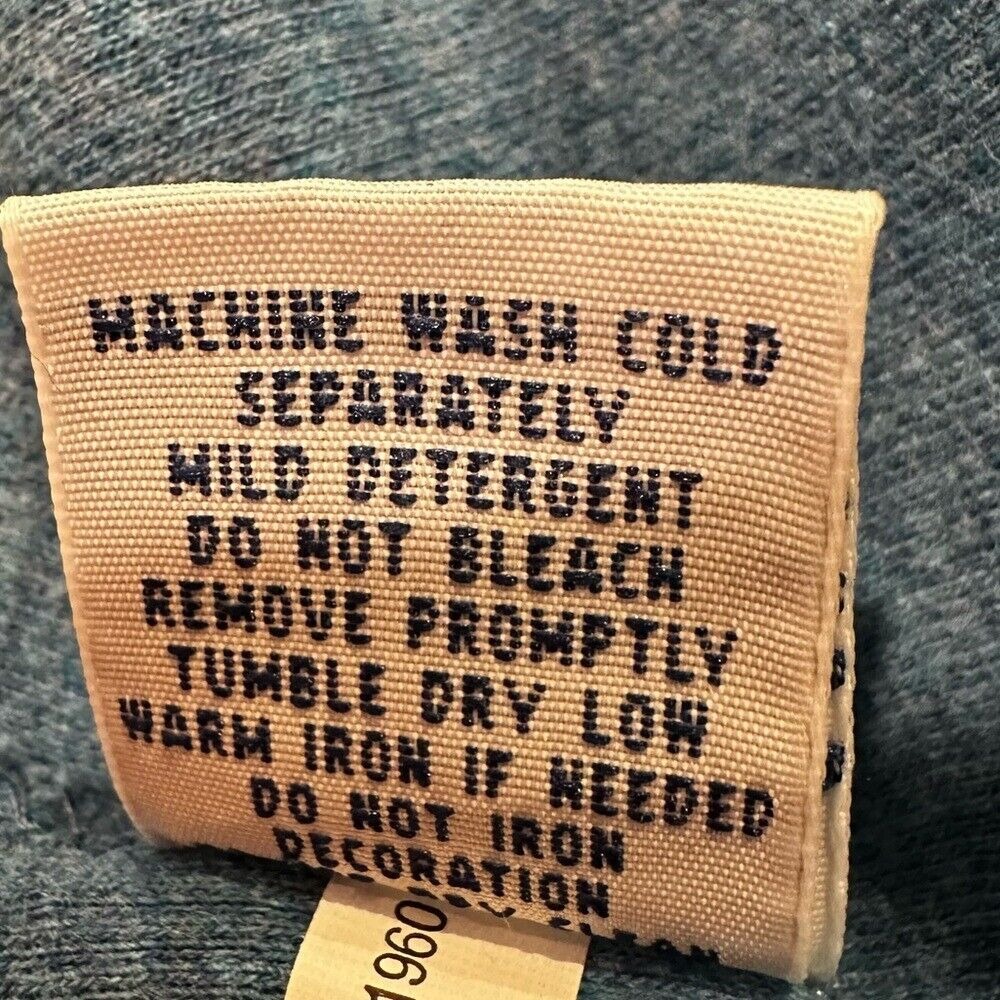 MACHINE WASH COLD
SEPARATELY
MILD DETERGENT
DO NOT BLEACH
REMOVE PROMPTLY
TUMBLE DRY LOW
WARM IRON IF NEEDED
DO NOT IRON
DECORATION
1960